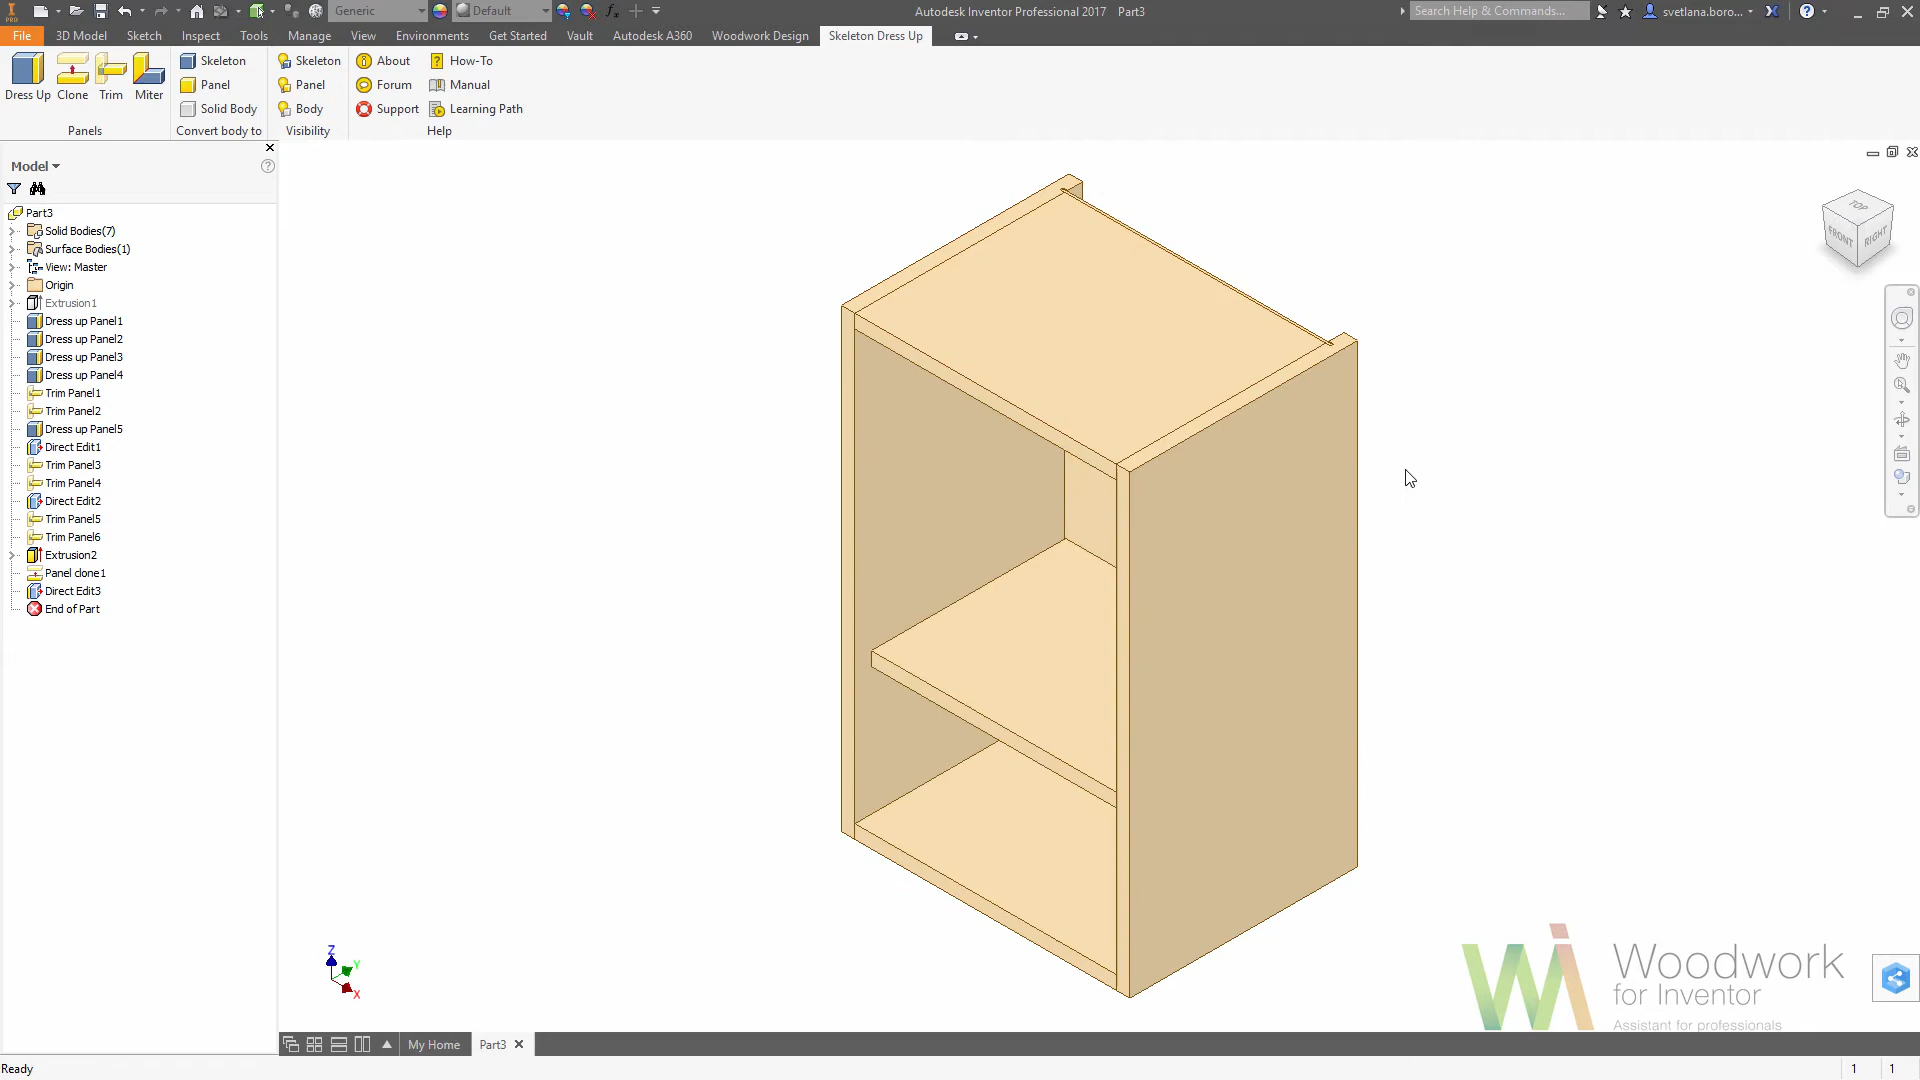 PRO
Generic
Default
fx
Autodesk Inventor Professional 2017 Part3
Search Help & Commands...
svetlana.boro...
File 3D Model Sketch Inspect Tools Manage View Environments Get Started Vault Autodesk A360 Woodwork Design Skeleton Dress Up
Dress Up Clone Trim Miter
Panels
Skeleton
Panel
Solid Body
Convert body to
Skeleton
Panel
Body
Visibility
About How-To
Forum Manual
Support Learning Path
Help
Model
Part3
Solid Bodies(7)
Surface Bodies(1)
View: Master
Origin
Extrusion1
Dress up Panel1
Dress up Panel2
Dress up Panel3
Dress up Panel4
Trim Panel1
Trim Panel2
Dress up Panel5
Direct Edit1
Trim Panel3
Trim Panel4
Direct Edit2
Trim Panel5
Trim Panel6
Extrusion2
Panel clone1
Direct Edit3
End of Part
TOP
FRONT RIGHT
Z
Y
X
Woodwork
for Inventor
Assistant for professionals
My Home Part3
Ready
1 1